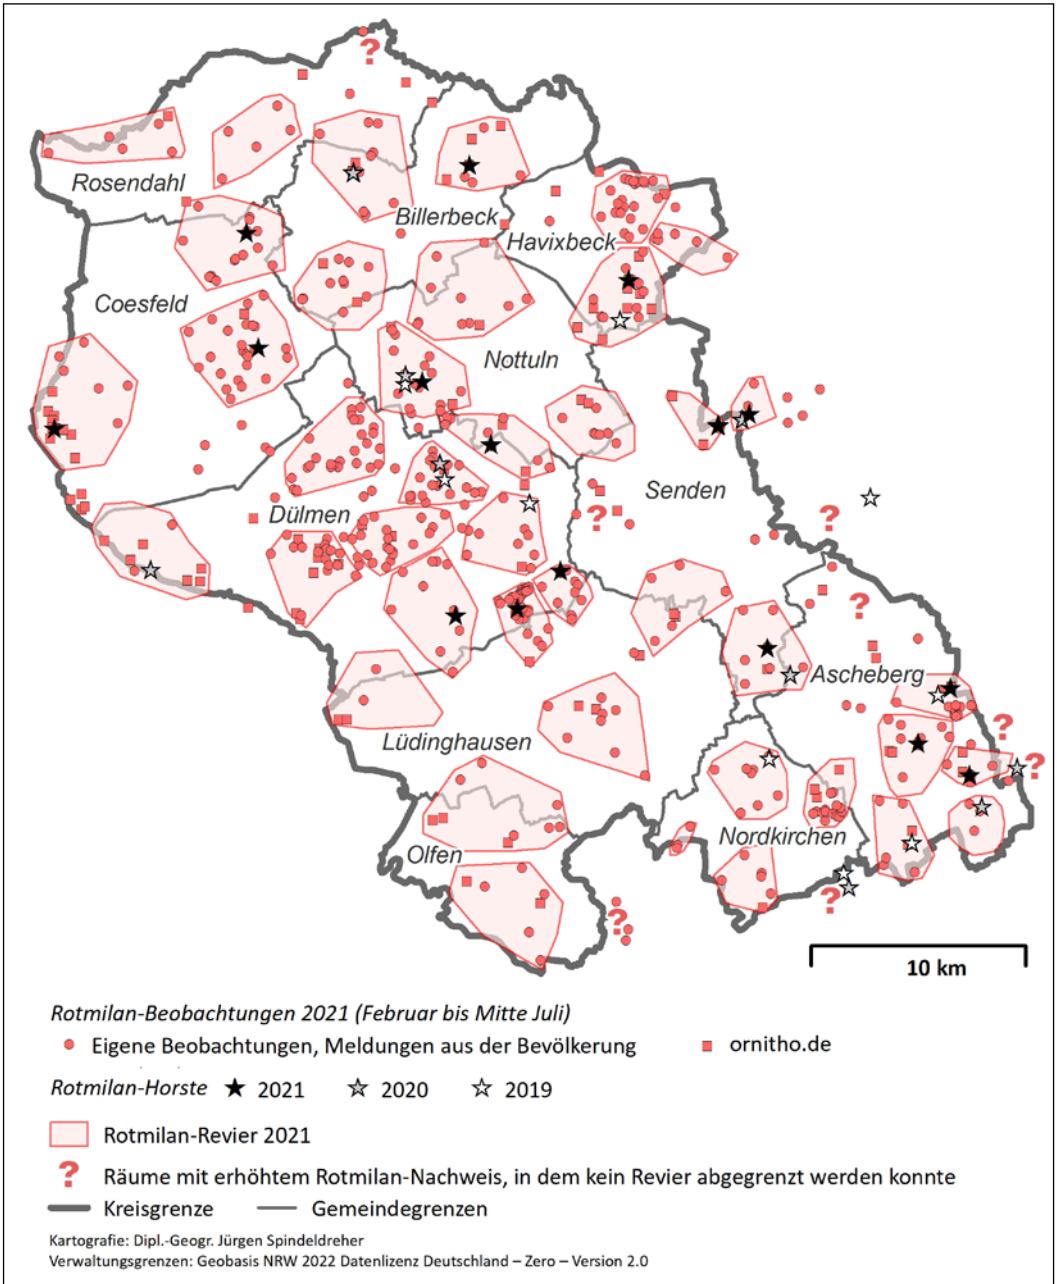 ?
Rosendahl
Billerbeck
Havixbeck
Coesfeld
Nottuln
Senden
Dülmen
?
?
?
Ascheberg
?
?
Lüdinghausen
Nordkirchen
Olfen
?
?
10 km
Rotmilan-Beobachtungen 2021 (Februar bis Mitte Juli)
Eigene Beobachtungen, Meldungen aus der Bevölkerung ornitho.de
Rotmilan-Horste 2021 2020 2019
Rotmilan-Revier 2021
? Räume mit erhöhtem Rotmilan-Nachweis, in dem kein Revier abgegrenzt werden konnte
Kreisgrenze Gemeindegrenzen
Kartografie: Dipl.-Geogr. Jürgen Spindeldreher
Verwaltungsgrenzen: Geobasis NRW 2022 Datenlizenz Deutschland – Zero – Version 2.0